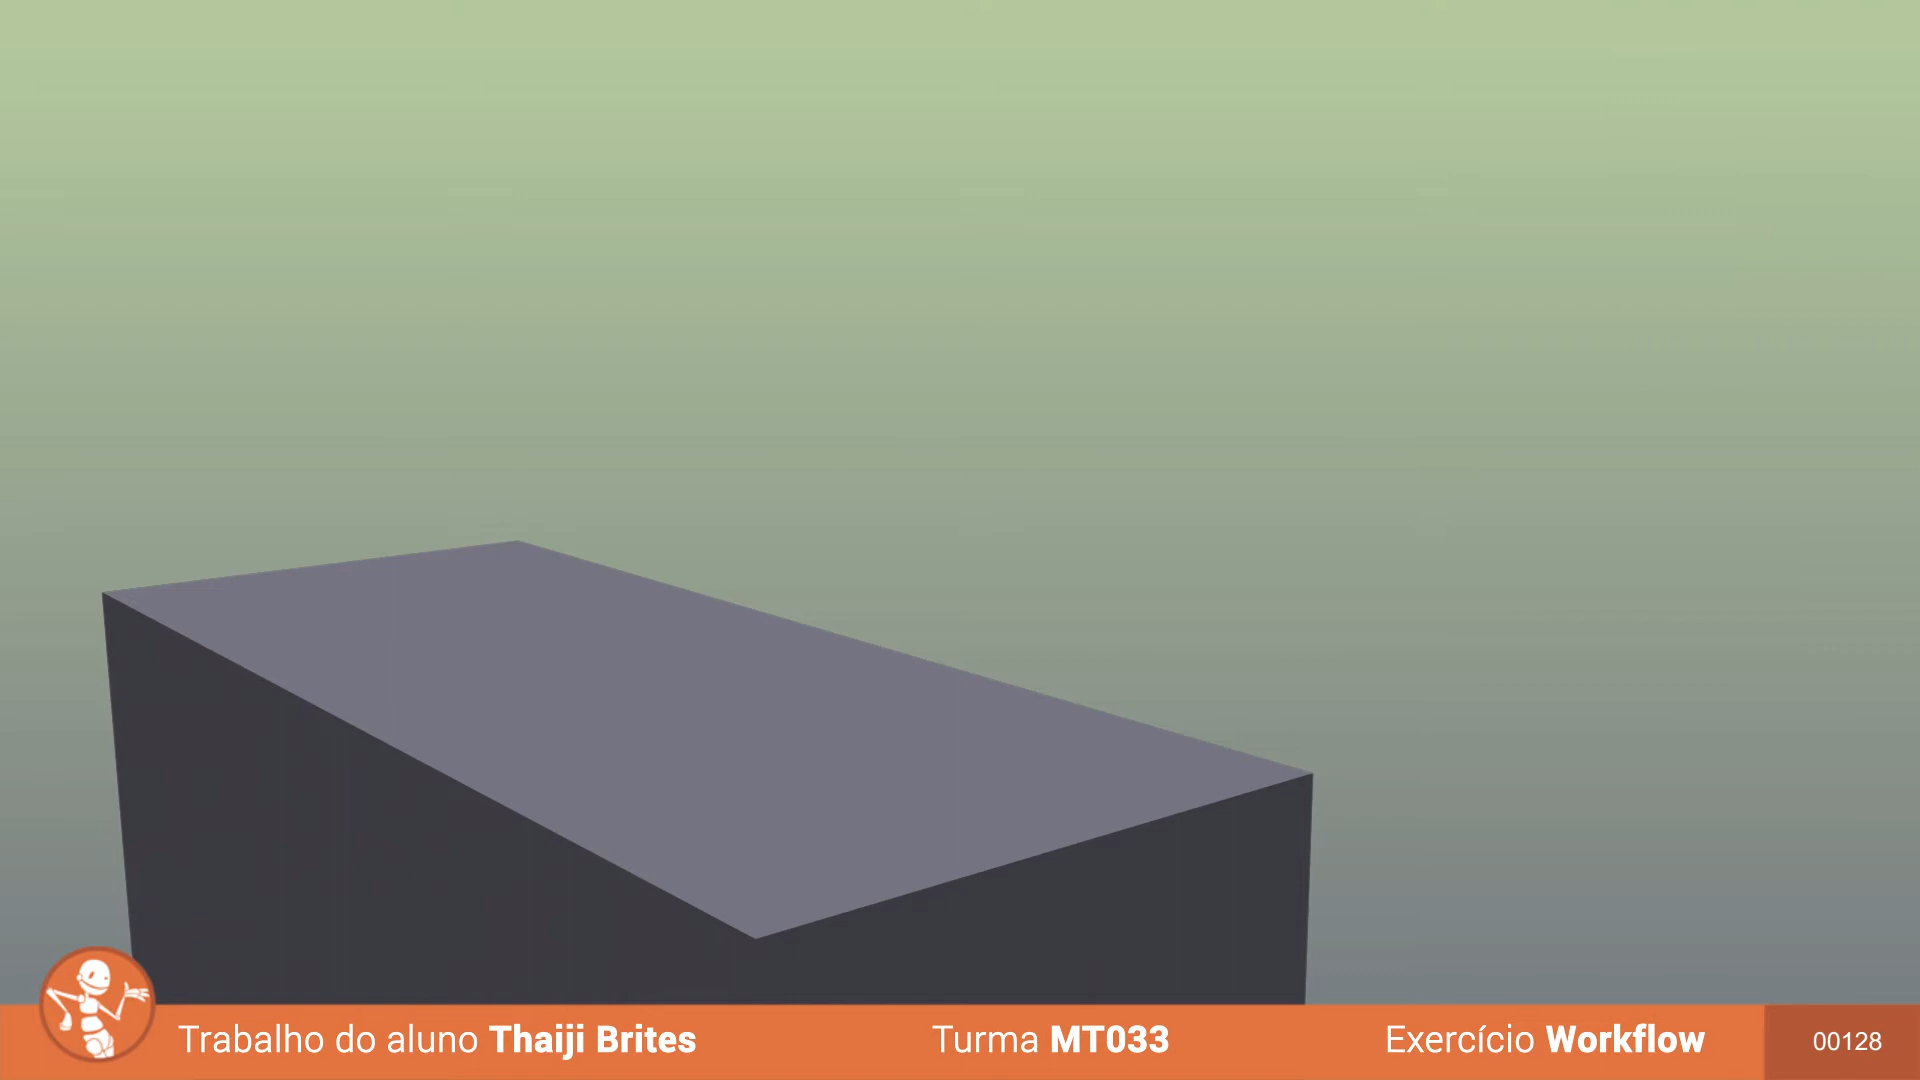 Trabalho do aluno Thaiji Brites
Turma MT033
Exercício Workflow
00128